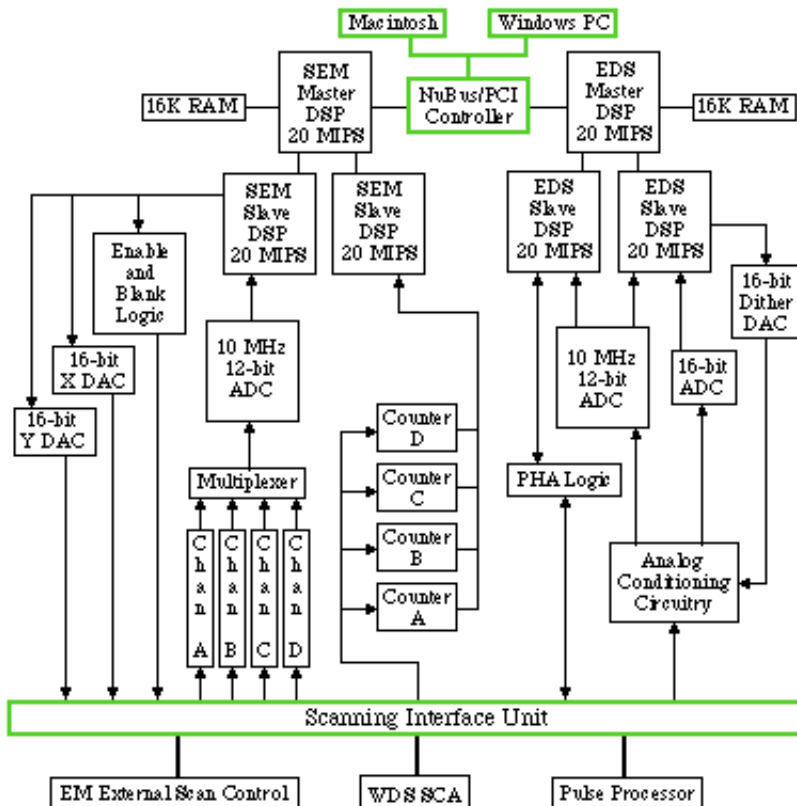 Macintosh
Windows PC
SEM
Master
DSP
20 MIPS
EDS
Master
DSP
20 MIPS
16K RAM
NuBus/PCI
Controller
16K RAM
SEM
Slave
DSP
20 MIPS
SEM
Slave
DSP
20 MIPS
EDS
Slave
DSP
20 MIPS
EDS
Slave
DSP
20 MIPS
Enable
and
Blank
Logic
16-bit
Dither
DAC
10 MHz
12-bit
ADC
16-bit
X DAC
10 MHz
12-bit
ADC
16-bit
ADC
16-bit
Y DAC
Counter
D
Multiplexer
Counter
C
PHA Logic
Counter
B
Counter
A
Chan A
Chan B
Chan C
Chan D
Analog
Conditioning
Circuitry
Scanning Interface Unit
EM External Scan Control
WDS SCA
Pulse Processor